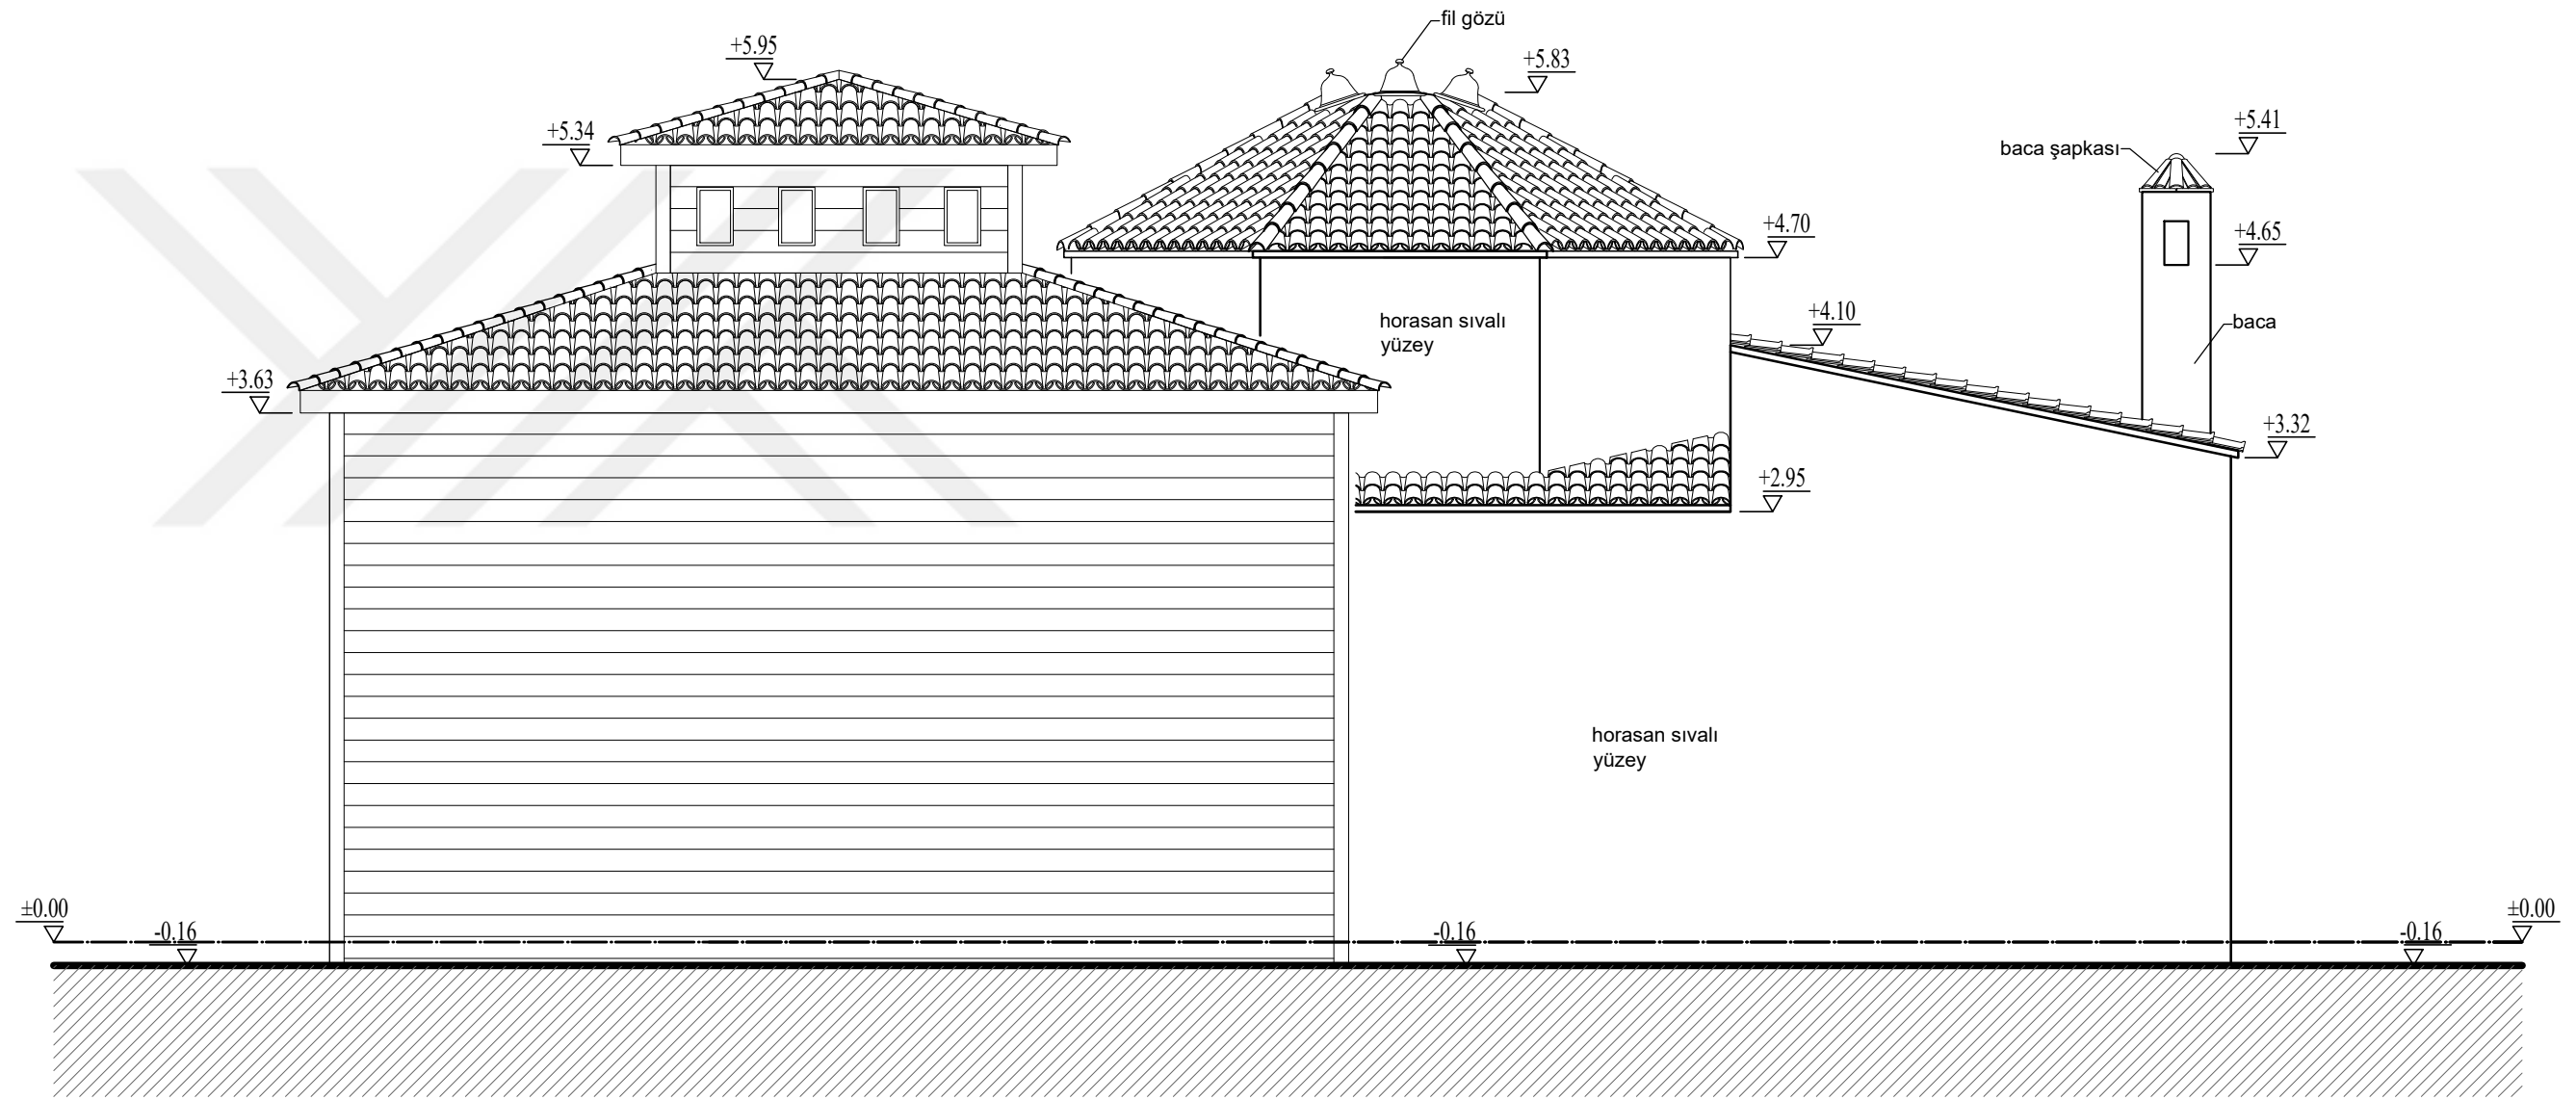 fil gözü
+5.95
+5.83
+5.34
+5.41
baca şapkası
+4.70
+4.65
+4.10
horasan sıvalı
yüzey
baca
+3.63
+3.32
+2.95
horasan sıvalı
yüzey
±0.00
-0.16
-0.16
-0.16
±0.00